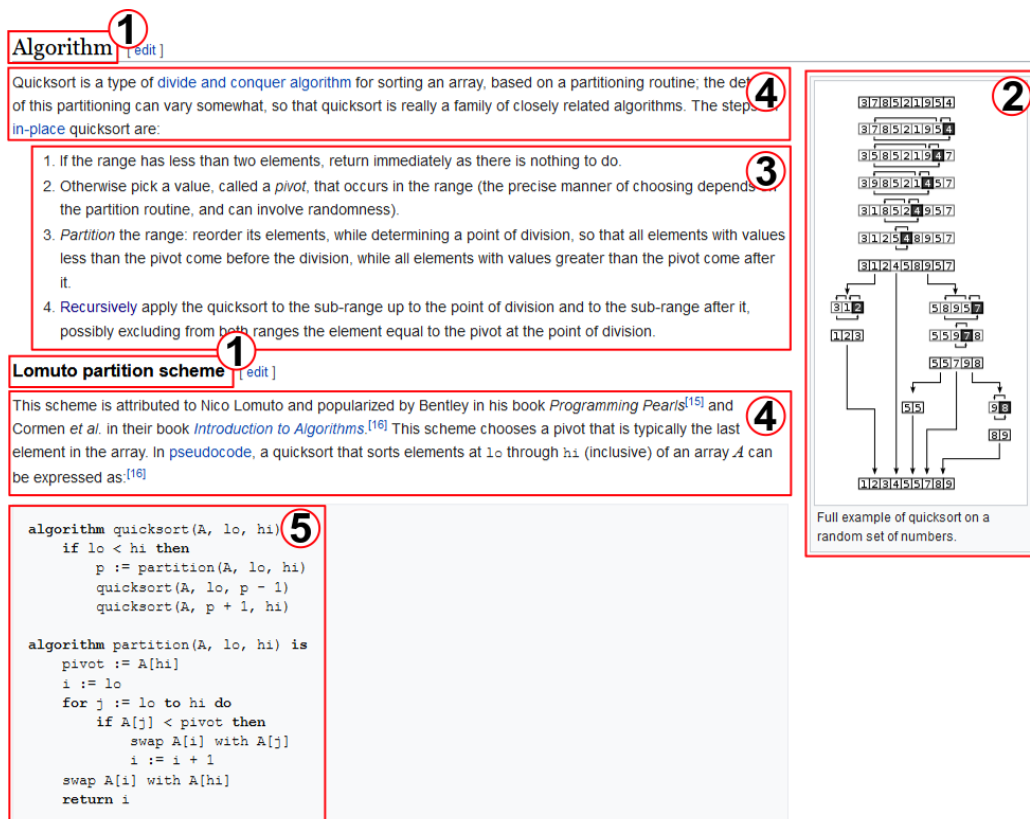 1
Algorithm [ edit ]
Quicksort is a type of divide and conquer algorithm for sorting an array, based on a partitioning routine; the
of this partitioning can vary somewhat, so that quicksort is really a family of closely related algorithms. The steps
in-place quicksort are:
4
1. If the range has less than two elements, return immediately as there is nothing to do.
2. Otherwise pick a value, called a pivot, that occurs in the range (the precise manner of choosing depends
the partition routine, and can involve randomness).
3. Partition the range: reorder its elements, while determining a point of division, so that all elements with values
less than the pivot come before the division, while all elements with values greater than the pivot come after
it.
4. Recursively apply the quicksort to the sub-range up to the point of division and to the sub-range after it,
possibly excluding from both ranges the element equal to the pivot at the point of division.
3
1
Lomuto partition scheme [ edit ]
This scheme is attributed to Nico Lomuto and popularized by Bentley in his book Programming Pearls[15] and
Cormen et al. in their book Introduction to Algorithms.[16] This scheme chooses a pivot that is typically the last
element in the array. In pseudocode, a quicksort that sorts elements at lo through hi (inclusive) of an array A can
be expressed as:[16]
4
algorithm quicksort(A, lo, hi)
if lo < hi then
p := partition(A, lo, hi)
quicksort(A, lo, p - 1)
quicksort(A, p + 1, hi)
algorithm partition(A, lo, hi) is
pivot := A[hi]
i := lo
for j := lo to hi do
if A[j] < pivot then
swap A[i] with A[j]
i := i + 1
swap A[i] with A[hi]
return i
5
2
3 7 8 5 2 1 9 5 4
3 7 8 5 2 1 9 5 4
3 5 8 5 2 1 9 4 7
3 9 8 5 2 1 4 5 7
3 1 8 5 2 4 9 5 7
3 1 2 5 4 8 9 5 7
3 1 2 4 5 8 9 5 7
3 1 2 5 8 9 5 7
1 2 3 5 5 9 7 8
5 5 7 9 8
5 5 9 8
8 9
1 2 3 4 5 5 7 8 9
Full example of quicksort on a
random set of numbers.